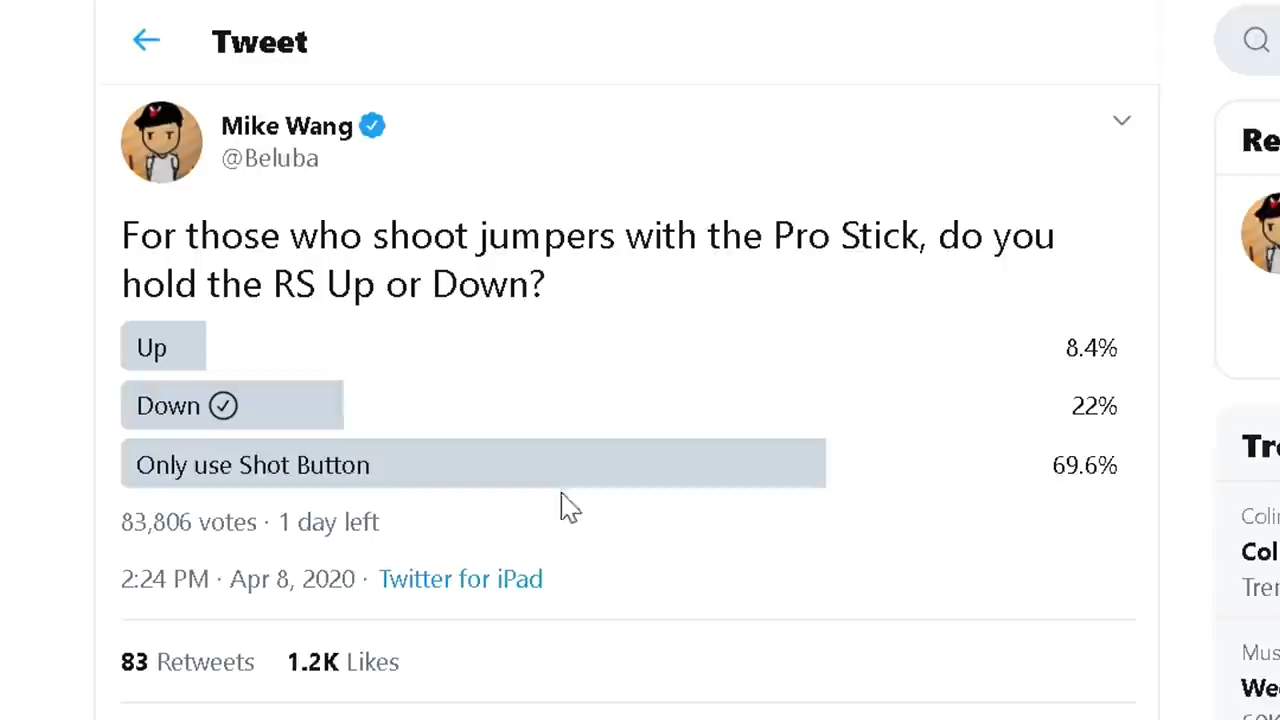 Tweet
Mike Wang
@Beluba
For those who shoot jumpers with the Pro Stick, do you
hold the RS Up or Down?
Up 8.4%
Down 22%
Only use Shot Button 69.6%
83,806 votes · 1 day left
2:24 PM · Apr 8, 2020 · Twitter for iPad
83 Retweets 1.2K Likes